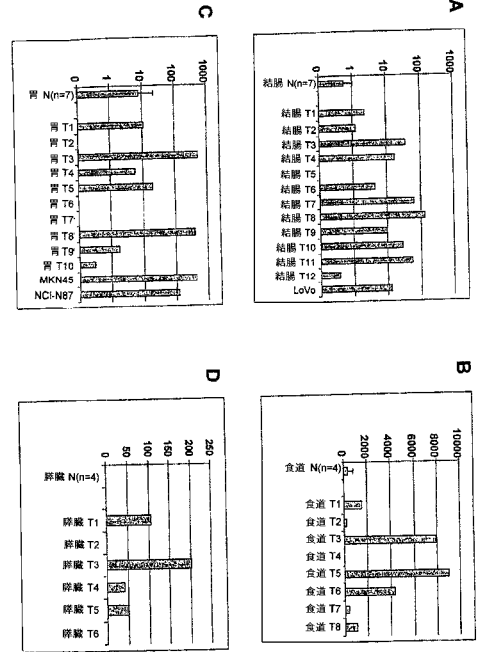 A
0
1
10
100
1000
結腸 N(n=7)
結腸 T1
結腸 T2
結腸 T3
結腸 T4
結腸 T5
結腸 T6
結腸 T7
結腸 T8
結腸 T9
結腸 T10
結腸 T11
結腸 T12
LoVo
B
0
2000
4000
6000
8000
10000
食道 N(n=4)
食道 T1
食道 T2
食道 T3
食道 T4
食道 T5
食道 T6
食道 T7
食道 T8
C
0
1
10
100
1000
胃 N(n=7)
胃 T1
胃 T2
胃 T3
胃 T4
胃 T5
胃 T6
胃 T7
胃 T8
胃 T9
胃 T10
MKN45
NCI-N87
D
0
50
100
150
200
250
膵臓 N(n=4)
膵臓 T1
膵臓 T2
膵臓 T3
膵臓 T4
膵臓 T5
膵臓 T6